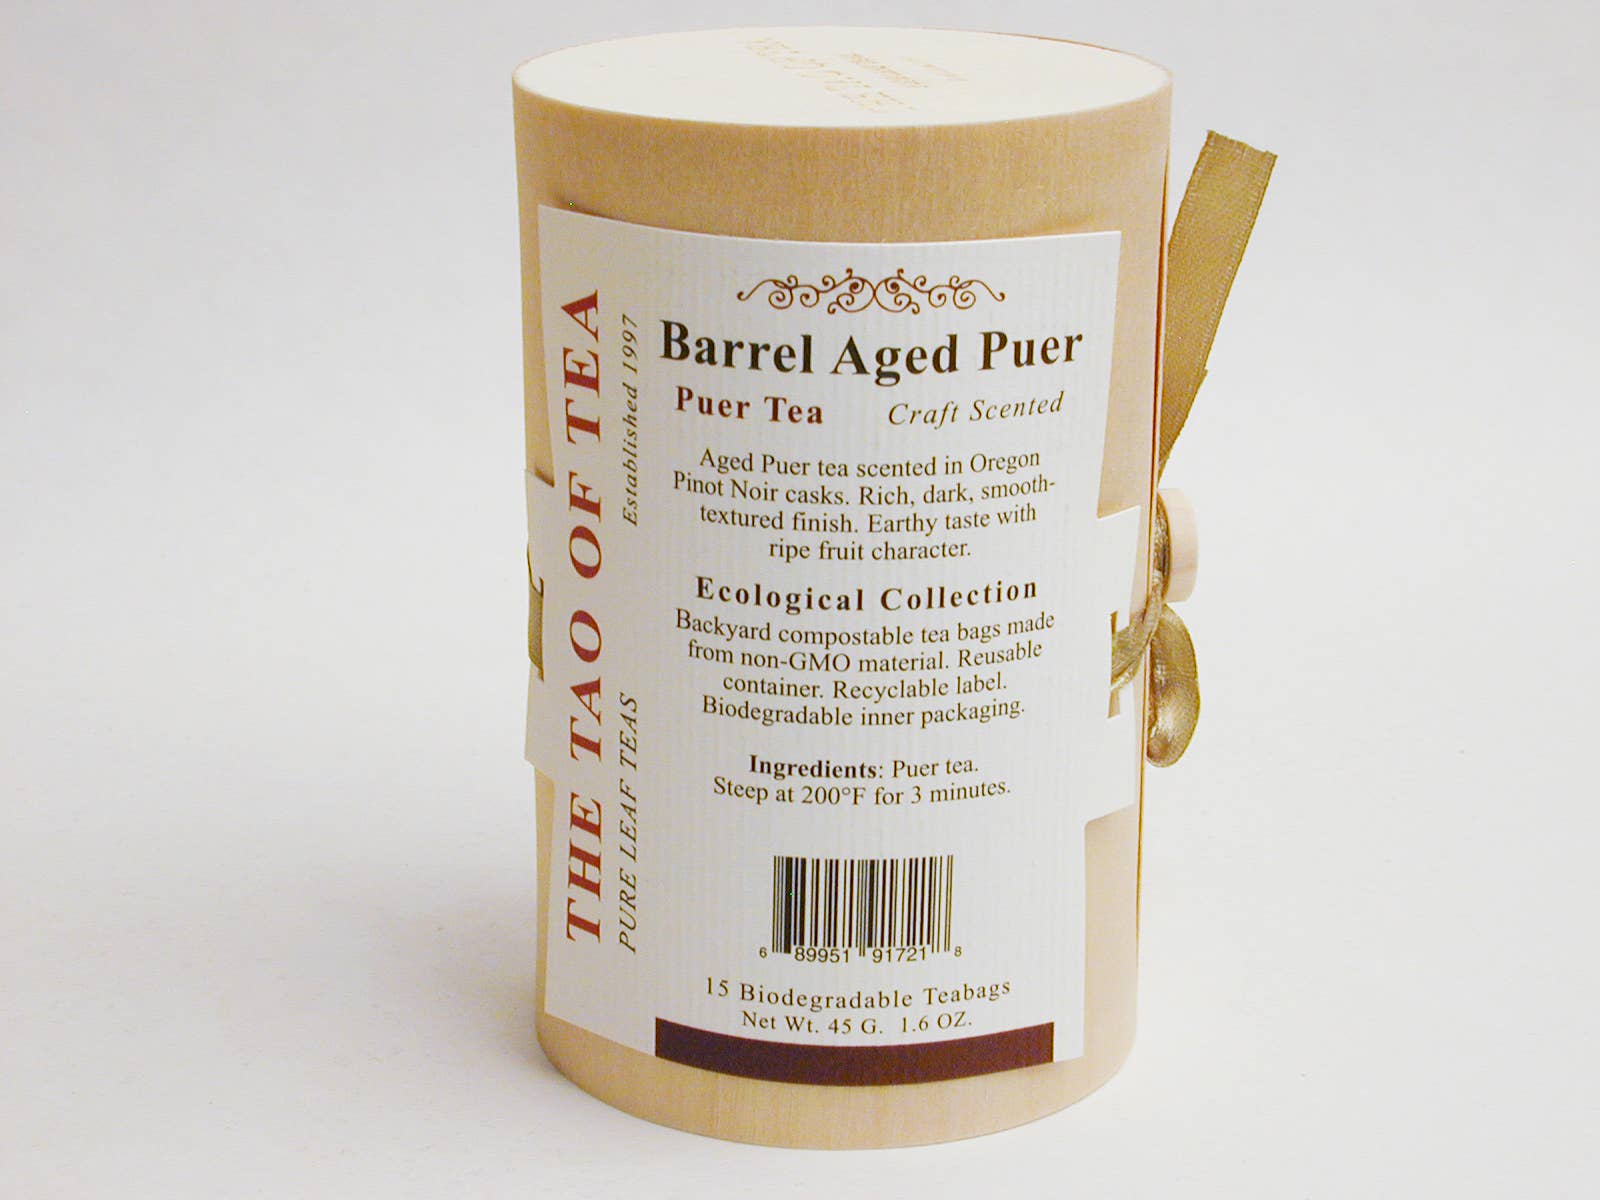 THE TAO OF TEA
Established 1997
PURE LEAF TEAS
Barrel Aged Puer
Puer Tea Craft Scented
Aged Puer tea scented in Oregon
Pinot Noir casks. Rich, dark, smooth-
textured finish. Earthy taste with
ripe fruit character.
Ecological Collection
Backyard compostable tea bags made
from non-GMO material. Reusable
container. Recyclable label.
Biodegradable inner packaging.
Ingredients: Puer tea.
Steep at 200°F for 3 minutes.
6 89951 91721 8
15 Biodegradable Teabags
Net Wt. 45 G. 1.6 OZ.